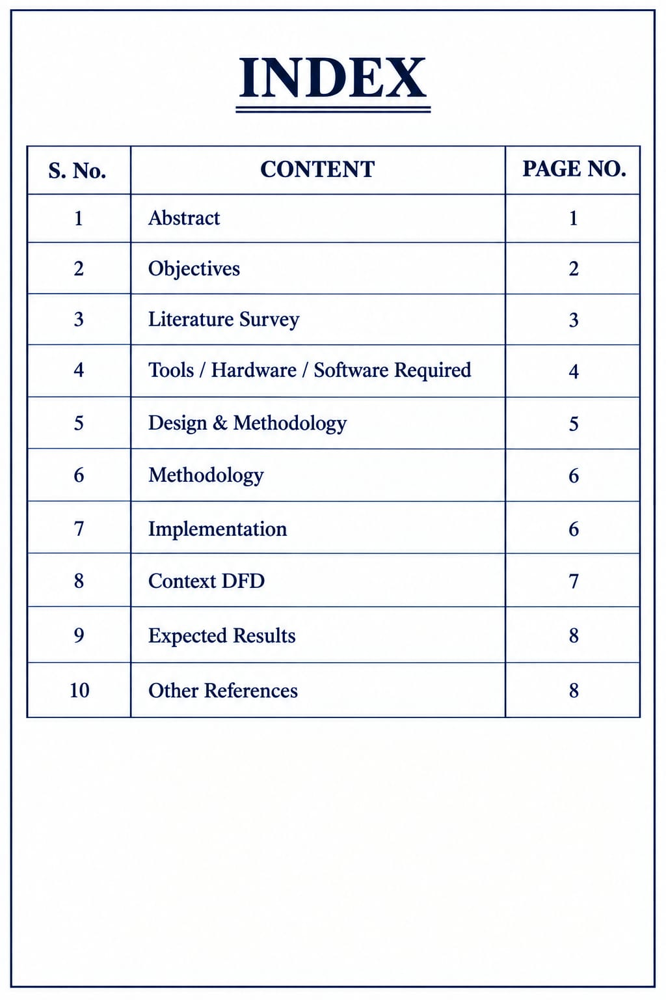 INDEX
S. No. CONTENT PAGE NO.
1 Abstract 1
2 Objectives 2
3 Literature Survey 3
4 Tools / Hardware / Software Required 4
5 Design & Methodology 5
6 Methodology 6
7 Implementation 6
8 Context DFD 7
9 Expected Results 8
10 Other References 8